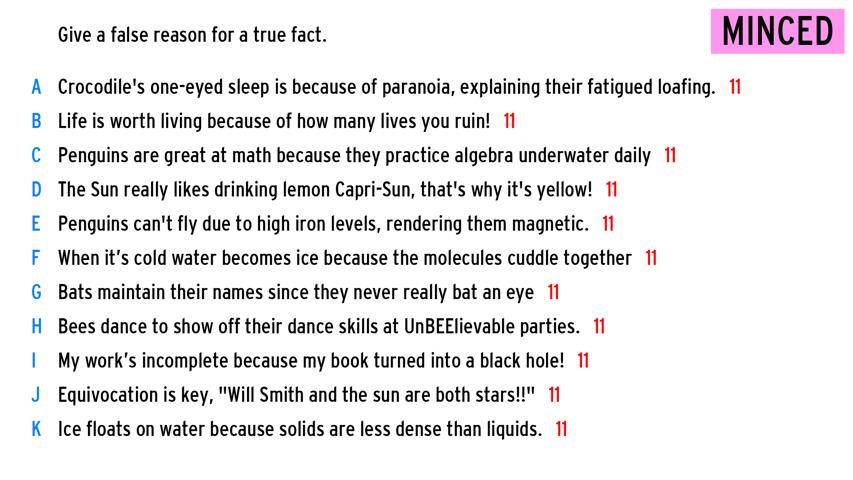 Give a false reason for a true fact.
MINCED
A Crocodile's one-eyed sleep is because of paranoia, explaining their fatigued loafing. 11
B Life is worth living because of how many lives you ruin! 11
C Penguins are great at math because they practice algebra underwater daily 11
D The Sun really likes drinking lemon Capri-Sun, that's why it's yellow! 11
E Penguins can't fly due to high iron levels, rendering them magnetic. 11
F When it’s cold water becomes ice because the molecules cuddle together 11
G Bats maintain their names since they never really bat an eye 11
H Bees dance to show off their dance skills at UnBEElievable parties. 11
I My work’s incomplete because my book turned into a black hole! 11
J Equivocation is key, "Will Smith and the sun are both stars!!" 11
K Ice floats on water because solids are less dense than liquids. 11